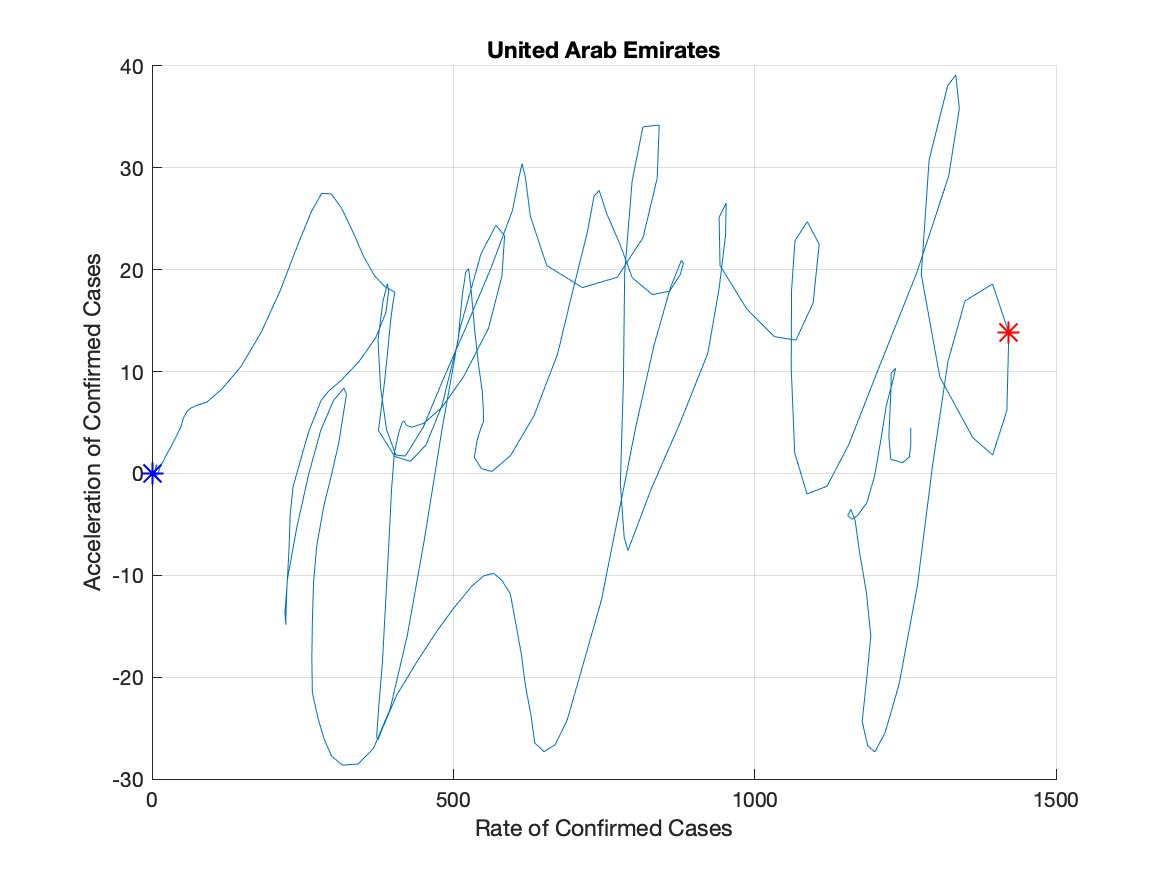 United Arab Emirates
40
30
20
10
0
-10
-20
-30
Acceleration of Confirmed Cases
0 500 1000 1500
Rate of Confirmed Cases